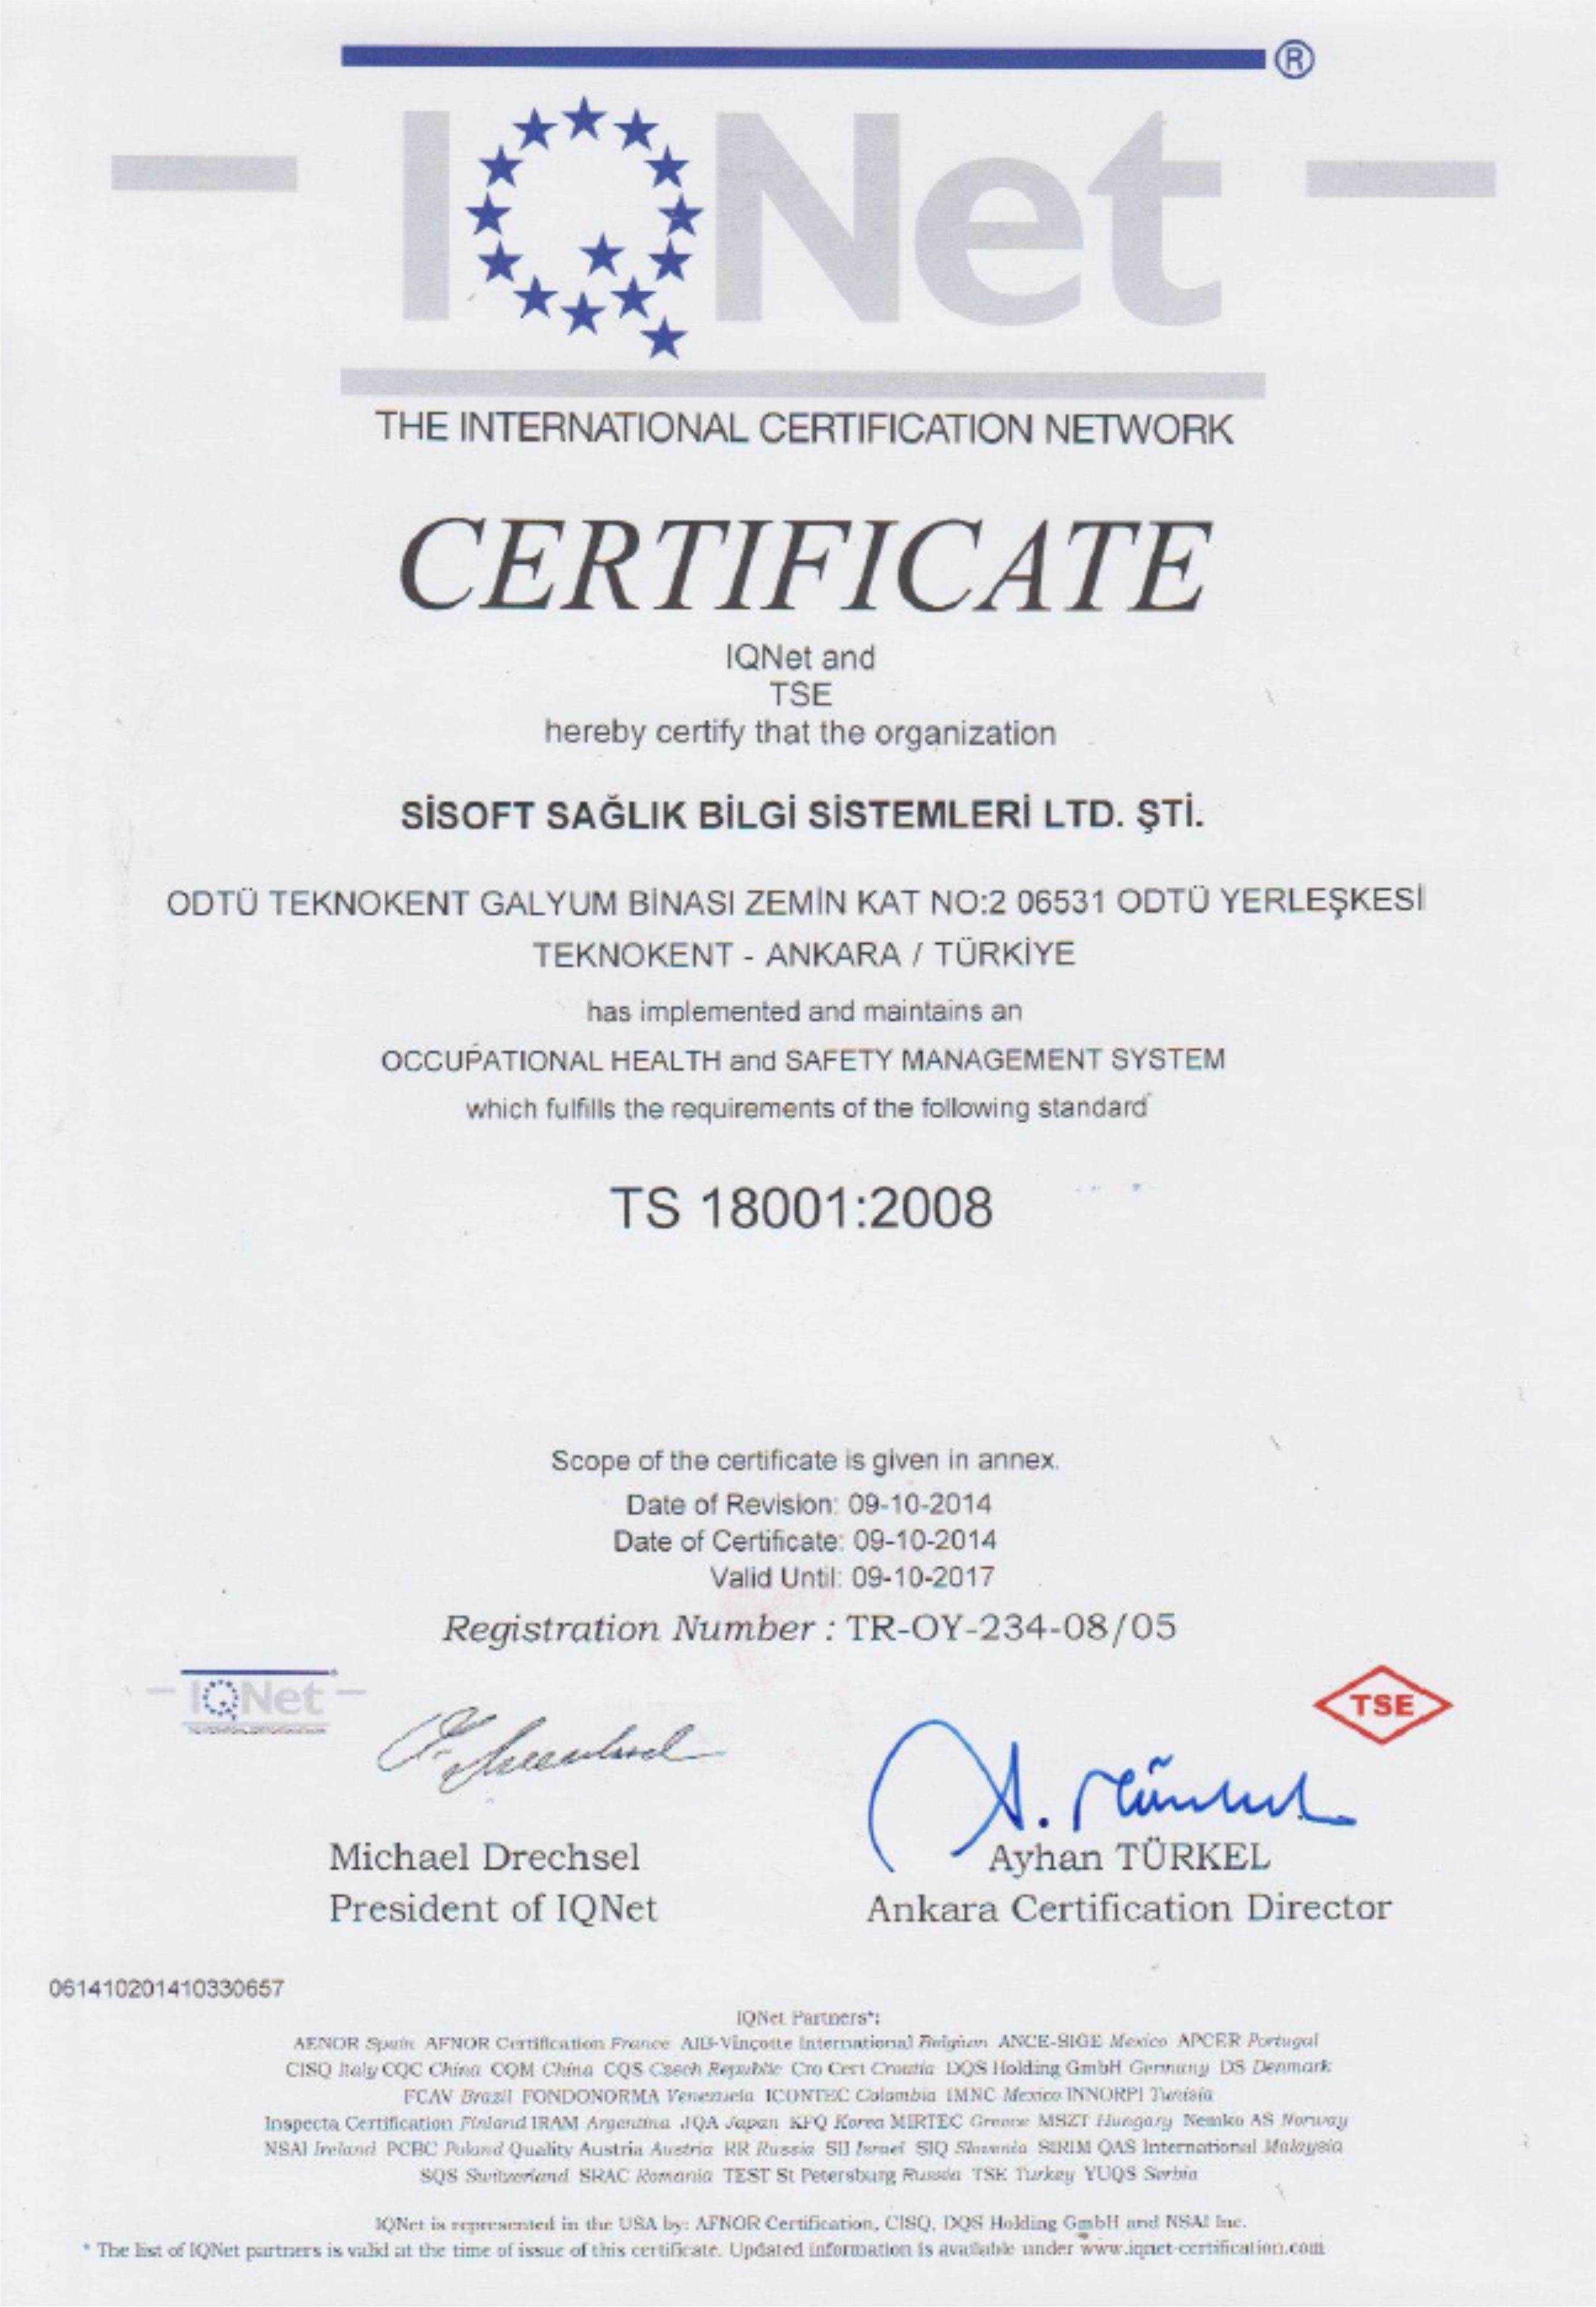 IQNet ®
THE INTERNATIONAL CERTIFICATION NETWORK
CERTIFICATE
IQNet and
TSE
hereby certify that the organization
SİSOFT SAĞLIK BİLGİ SİSTEMLERİ LTD. ŞTİ.
ODTÜ TEKNOKENT GALYUM BİNASI ZEMİN KAT NO:2 06531 ODTÜ YERLEŞKESİ
TEKNOKENT - ANKARA / TÜRKİYE
has implemented and maintains an
OCCUPATIONAL HEALTH and SAFETY MANAGEMENT SYSTEM
which fulfills the requirements of the following standard
TS 18001:2008
Scope of the certificate is given in annex.
Date of Revision: 09-10-2014
Date of Certificate: 09-10-2014
Valid Until: 09-10-2017
Registration Number : TR-OY-234-08/05
IQNet
TSE
Michael Drechsel
President of IQNet
Ayhan TÜRKEL
Ankara Certification Director
061410201410330657
IQNet Partners*:
AENOR Spain AFNOR Certification France AIB-Vinçotte International Belgium ANCE-SIGE Mexico APCER Portugal
CISQ Italy CQC China CQM China CQS Czech Republic Cro Cert Croatia DQS Holding GmbH Germany DS Denmark
FCAV Brazil FONDONORMA Venezuela ICONTEC Colombia IMNC Mexico INNORPI Tunisia
Inspecta Certification Finland IRAM Argentina JQA Japan KFQ Korea MIRTEC Greece MSZT Hungary Nemko AS Norway
NSAI Ireland PCBC Poland Quality Austria Austria RR Russia SII Israel SIQ Slovenia SIRIM QAS International Malaysia
SQS Switzerland SRAC Romania TEST St Petersburg Russia TSE Turkey YUQS Serbia
IQNet is represented in the USA by: AFNOR Certification, CISQ, DQS Holding GmbH and NSAI Inc.
* The list of IQNet partners is valid at the time of issue of this certificate. Updated information is available under www.iqnet-certification.com